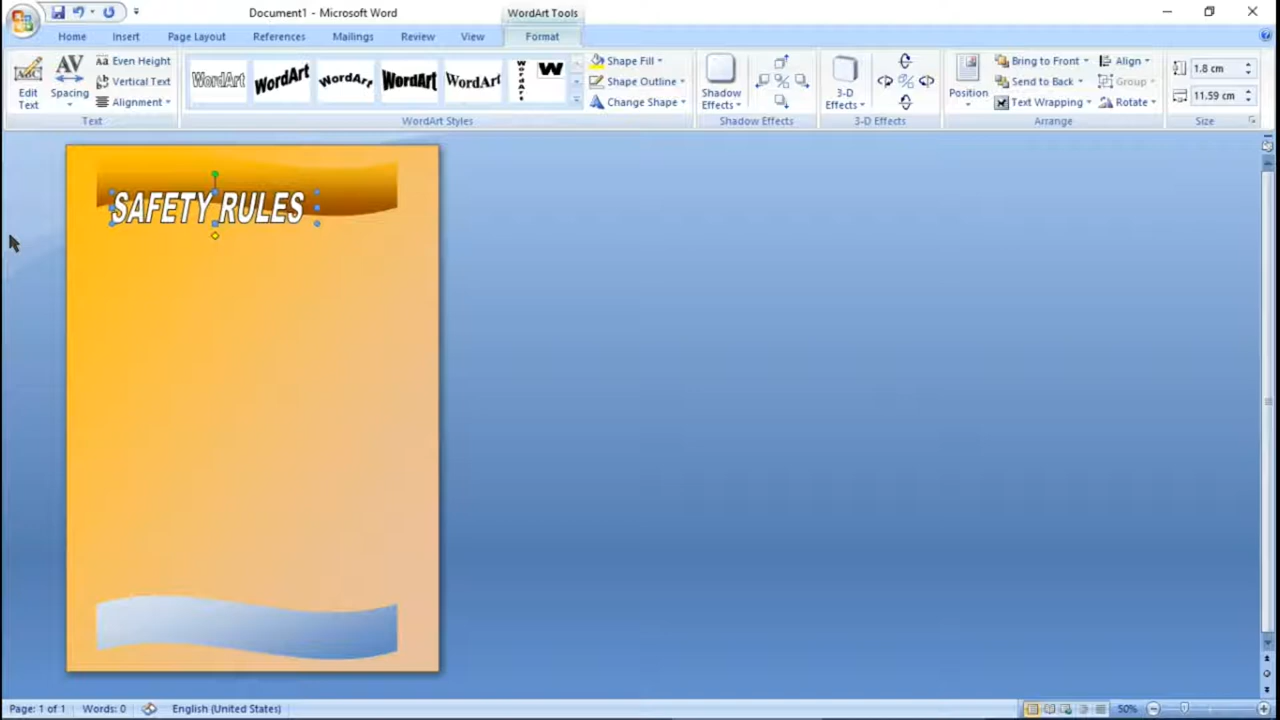 Document1 - Microsoft Word
WordArt Tools
Home Insert Page Layout References Mailings Review View Format
Edit Text
AV Spacing
Aa Even Height
Vertical Text
Alignment
Text
WordArt WordArt WordArt WordArt WordArt WordArt W
WordArt Styles
Shape Fill
Shape Outline
Change Shape
Shadow Effects
Shadow Effects
3-D Effects
3-D Effects
Position
Bring to Front
Send to Back
Text Wrapping
Align
Group
Rotate
Arrange
1.8 cm
11.59 cm
Size
SAFETY RULES
Page: 1 of 1 Words: 0 English (United States) 50%